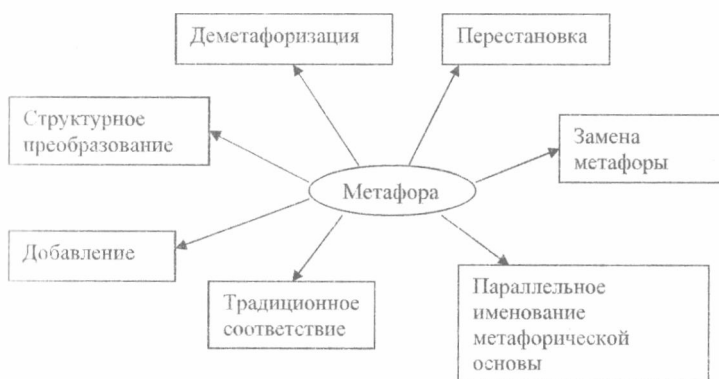 Деметафоризация
Перестановка
Структурное
преобразование
Замена
метафоры
Метафора
Добавление
Традиционное
соответствие
Параллельное
именование
метафорической
основы